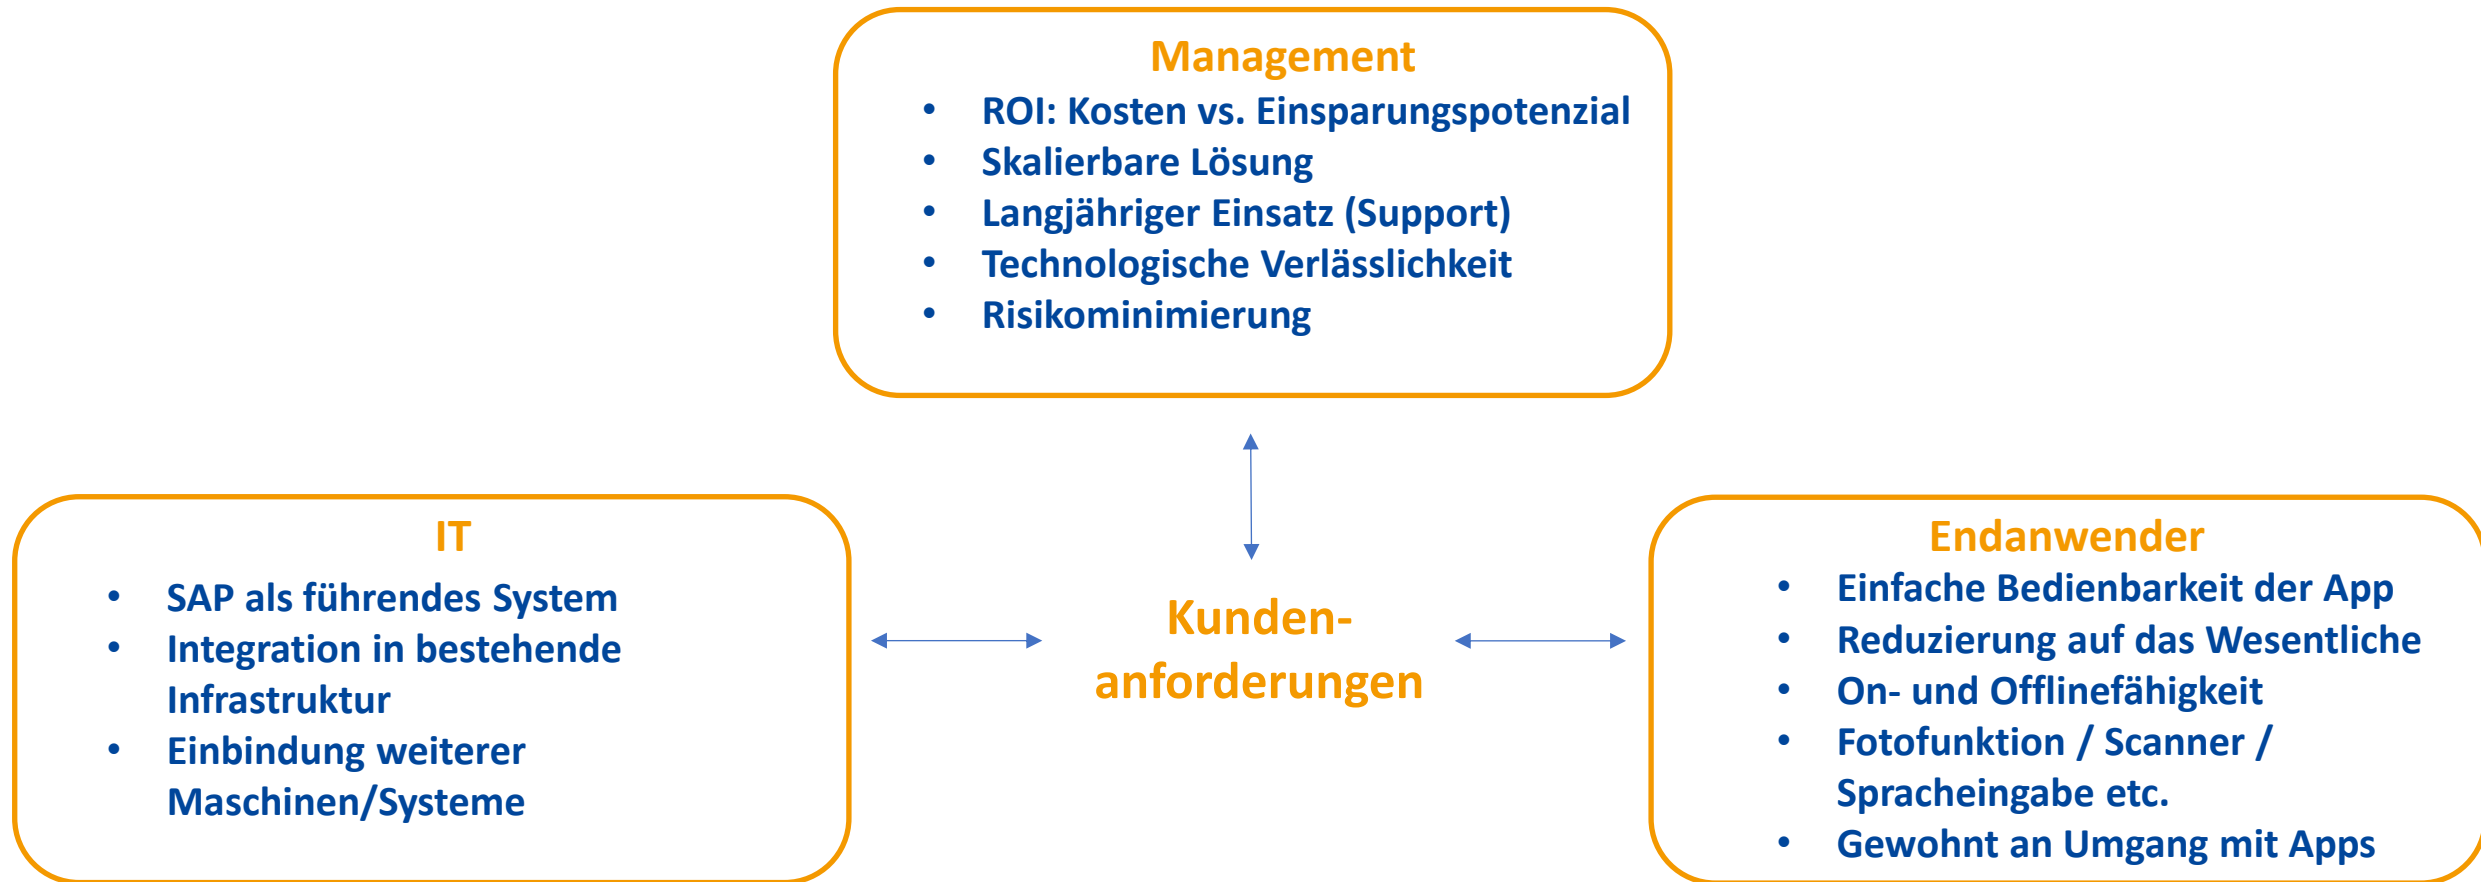 Management
• ROI: Kosten vs. Einsparungspotenzial
• Skalierbare Lösung
• Langjähriger Einsatz (Support)
• Technologische Verlässlichkeit
• Risikominimierung
IT
• SAP als führendes System
• Integration in bestehende
Infrastruktur
• Einbindung weiterer
Maschinen/Systeme
Kunden-
anforderungen
Endanwender
• Einfache Bedienbarkeit der App
• Reduzierung auf das Wesentliche
• On- und Offlinefähigkeit
• Fotofunktion / Scanner /
Spracheingabe etc.
• Gewohnt an Umgang mit Apps